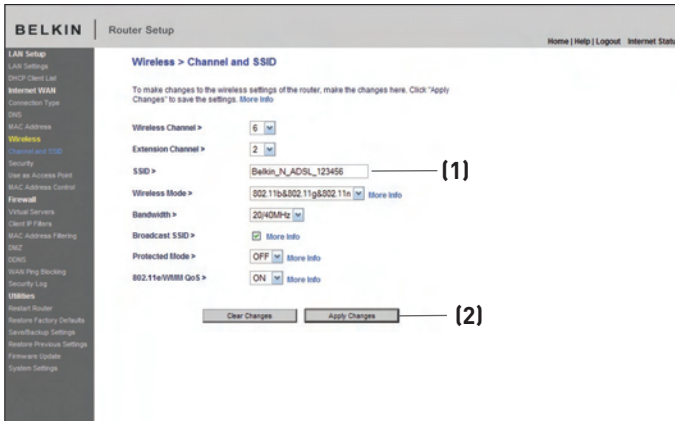 BELKIN
Router Setup
Home | Help | Logout Internet Statu
LAN Setup
LAN Settings
DHCP Client List
Internet WAN
Connection Type
DNS
MAC Address
Wireless
Channel and SSID
Security
Use as Access Point
MAC Address Control
Firewall
Virtual Servers
Client IP Filters
MAC Address Filtering
DMZ
DDNS
WAN Ping Blocking
Security Log
Utilities
Restart Router
Restore Factory Defaults
Save/Backup Settings
Restore Previous Settings
Firmware Update
System Settings
Wireless > Channel and SSID
To make changes to the wireless settings of the router, make the changes here. Click "Apply
Changes" to save the settings. More Info
Wireless Channel > 6
Extension Channel > 2
SSID > Belkin_N_ADSL_123456 (1)
Wireless Mode > 802.11b&802.11g&802.11n More Info
Bandwidth > 20/40MHz
Broadcast SSID > More Info
Protected Mode > OFF More Info
802.11e/WMM QoS > ON More Info
Clear Changes Apply Changes (2)